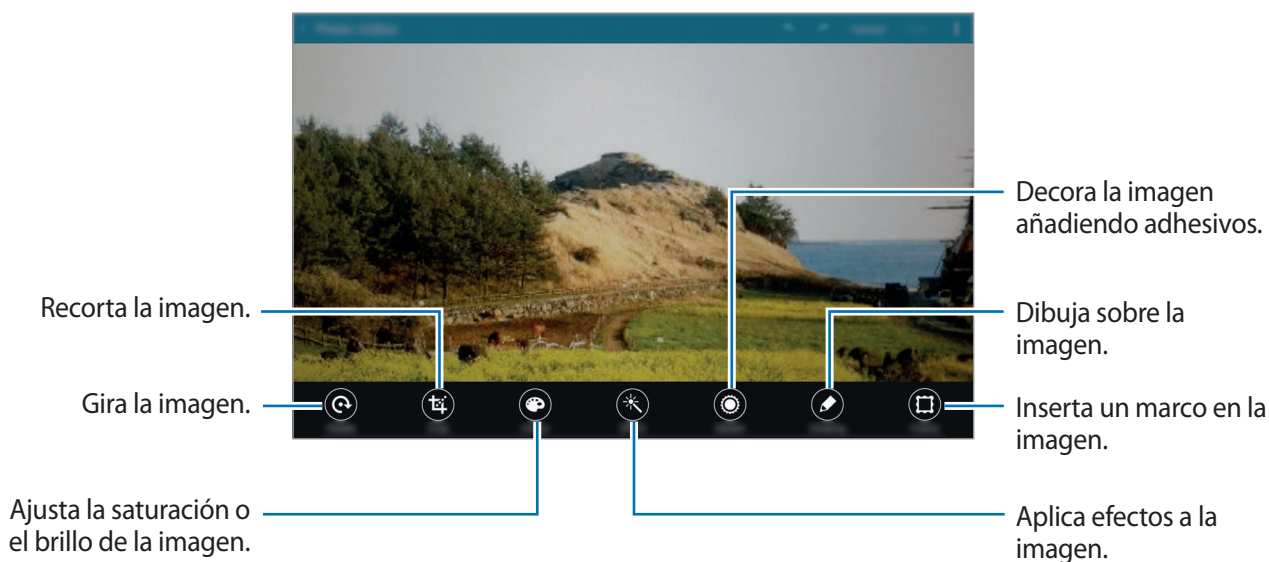 Decora la imagen
añadiendo adhesivos.
Recorta la imagen.
Dibuja sobre la
imagen.
Gira la imagen.
Inserta un marco en la
imagen.
Ajusta la saturación o
el brillo de la imagen.
Aplica efectos a la
imagen.